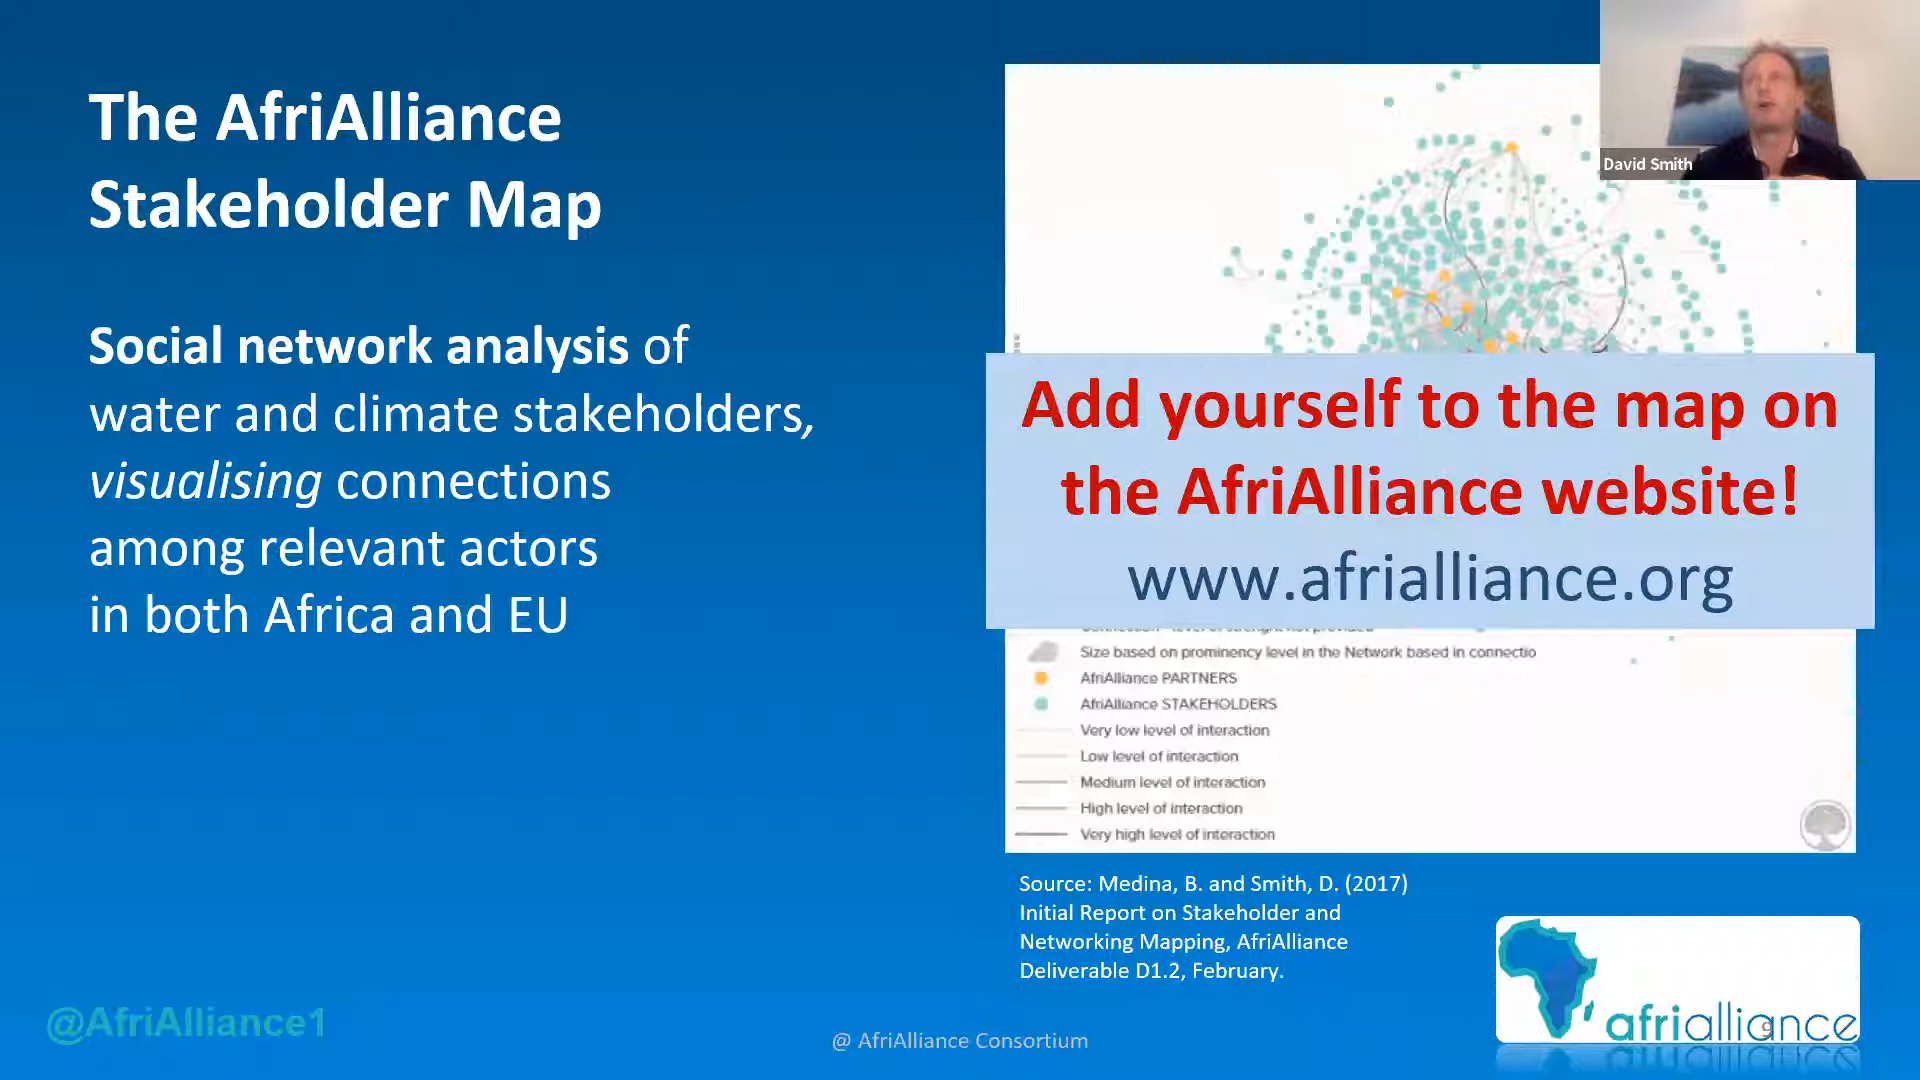 The AfriAlliance
Stakeholder Map
Social network analysis of
water and climate stakeholders,
visualising connections
among relevant actors
in both Africa and EU
David Smith
Add yourself to the map on
the AfriAlliance website!
www.afrialliance.org
Size based on prominency level in the Network based in connectio
AfriAlliance PARTNERS
AfriAlliance STAKEHOLDERS
Very low level of interaction
Low level of interaction
Medium level of interaction
High level of interaction
Very high level of interaction
Source: Medina, B. and Smith, D. (2017)
Initial Report on Stakeholder and
Networking Mapping, AfriAlliance
Deliverable D1.2, February.
@AfriAlliance1
@ AfriAlliance Consortium
afrialliance
9